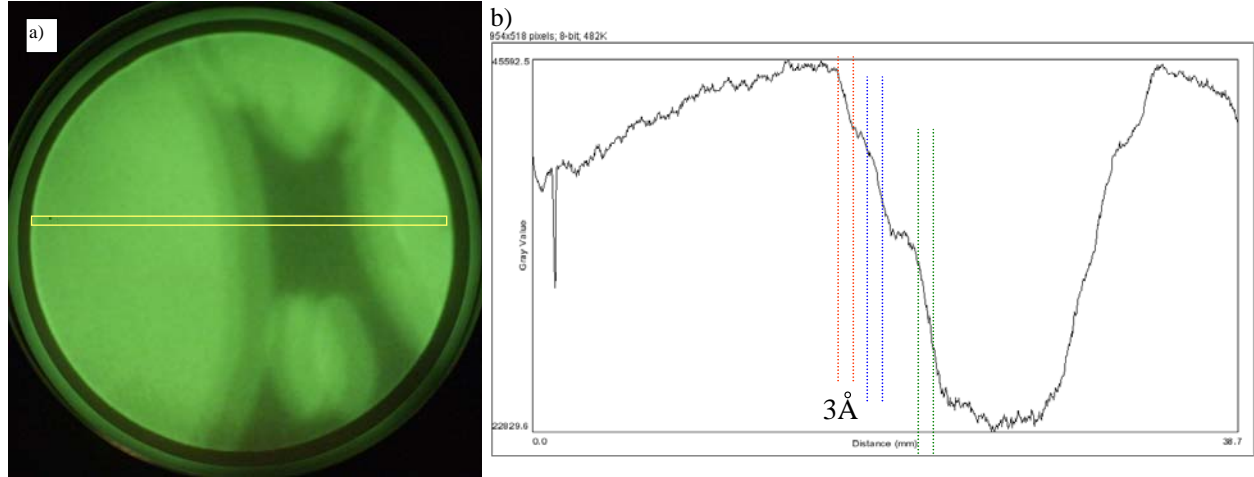 a)
b)
954x518 pixels; 8-bit; 482K
45592.5
Gray Value
3Å
22829.6
0.0
Distance (mm)
38.7